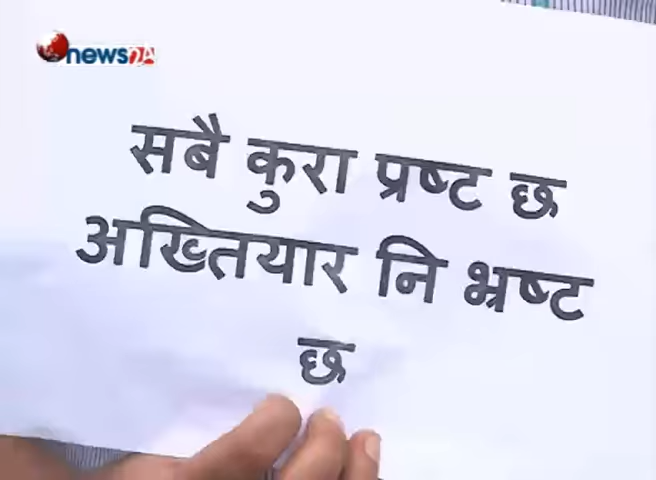 news24
सबै कुरा प्रष्ट छ
अख्तियार नि भ्रष्ट
छ